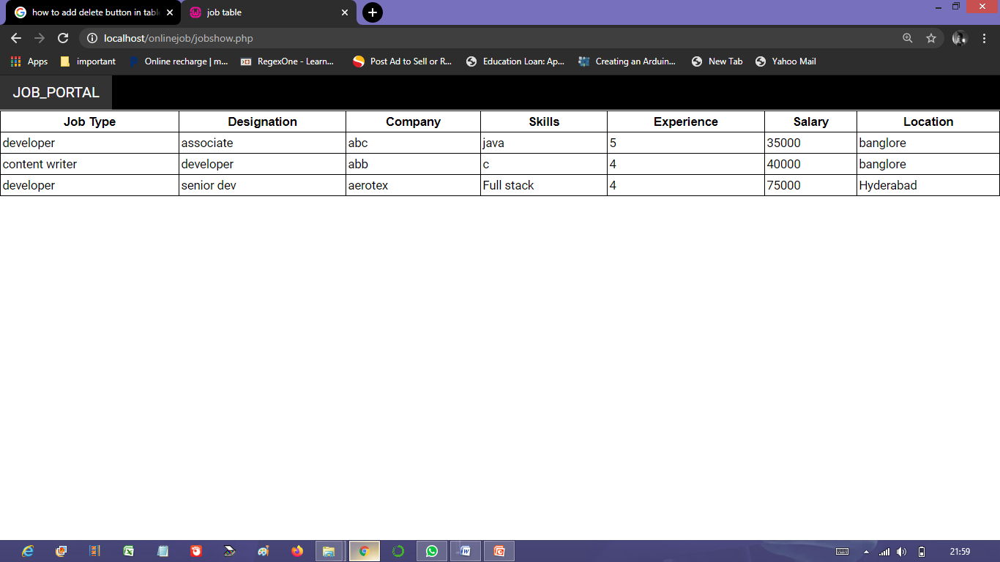 how to add delete button in tabl
job table
localhost/onlinejob/jobshow.php
Apps important Online recharge | m... RegexOne - Learn... Post Ad to Sell or R... Education Loan: Ap... Creating an Arduin... New Tab Yahoo Mail
JOB_PORTAL
Job Type Designation Company Skills Experience Salary Location
developer associate abc java 5 35000 banglore
content writer developer abb c 4 40000 banglore
developer senior dev aerotex Full stack 4 75000 Hyderabad
21:59